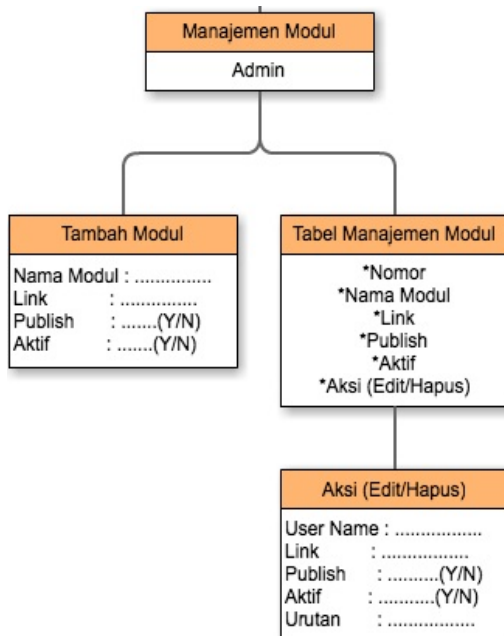 Manajemen Modul
Admin
Tambah Modul
Nama Modul : ...............
Link : ...............
Publish : .......(Y/N)
Aktif : .......(Y/N)
Tabel Manajemen Modul
*Nomor
*Nama Modul
*Link
*Publish
*Aktif
*Aksi (Edit/Hapus)
Aksi (Edit/Hapus)
User Name : .................
Link : .................
Publish : ..........(Y/N)
Aktif : ..........(Y/N)
Urutan : .................